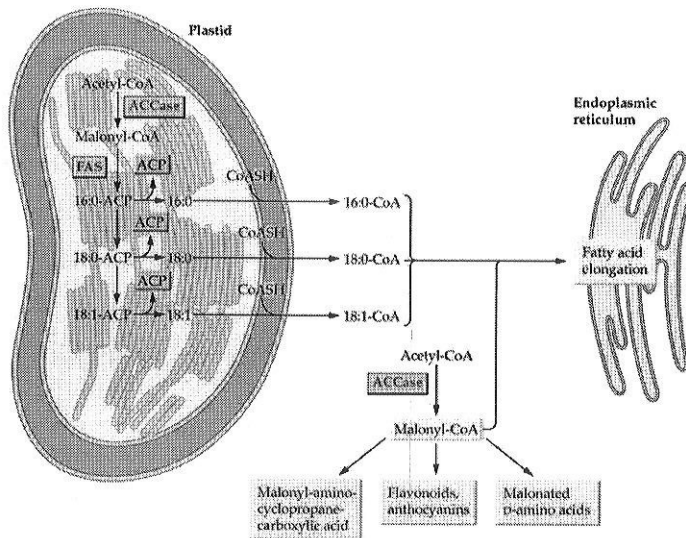 Plastid
Acetyl-CoA
ACCase
Malonyl-CoA
FAS
ACP
CoASH
16:0-ACP
16:0
16:0-CoA
ACP
CoASH
18:0-ACP
18:0
18:0-CoA
ACP
CoASH
18:1-ACP
18:1
18:1-CoA
Endoplasmic
reticulum
Fatty acid
elongation
Acetyl-CoA
ACCase
Malonyl-CoA
Malonyl-amino-
cyclopropane-
carboxylic acid
Flavonoids,
anthocyanins
Malonated
D-amino acids